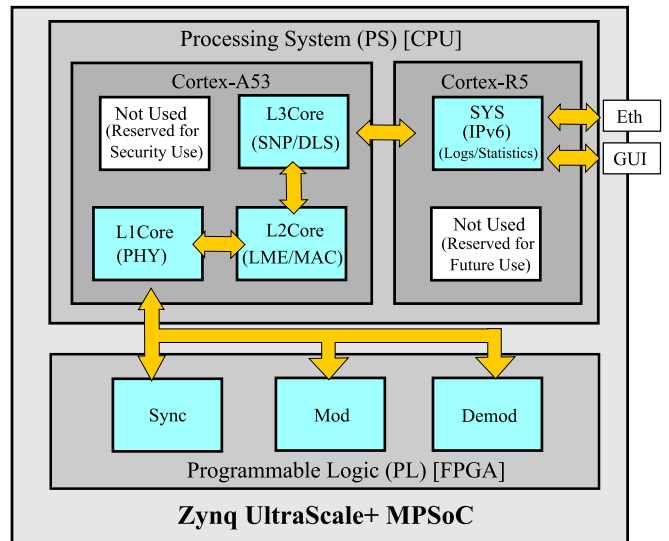 Processing System (PS) [CPU]
Cortex-A53
Not Used
(Reserved for
Security Use)
L3Core
(SNP/DLS)
L1Core
(PHY)
L2Core
(LME/MAC)
Cortex-R5
SYS
(IPv6)
(Logs/Statistics)
Not Used
(Reserved for
Future Use)
Eth
GUI
Sync
Mod
Demod
Programmable Logic (PL) [FPGA]
Zynq UltraScale+ MPSoC